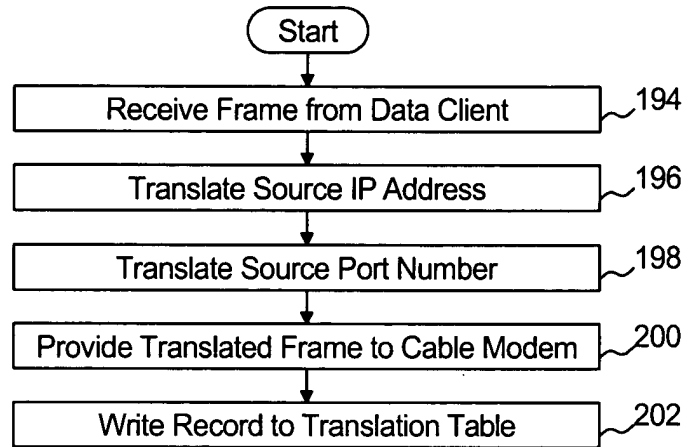 Start
Receive Frame from Data Client 194
Translate Source IP Address 196
Translate Source Port Number 198
Provide Translated Frame to Cable Modem 200
Write Record to Translation Table 202